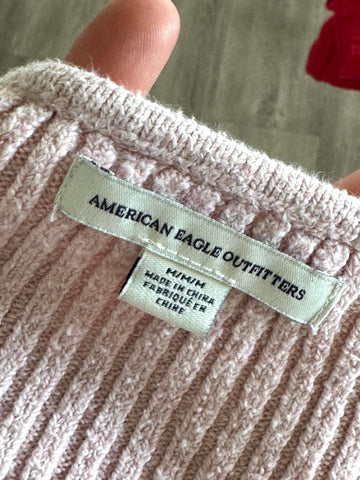 AMERICAN EAGLE OUTFITTERS
M/M/M
MADE IN CHINA
FABRIQUÉ EN
CHINE